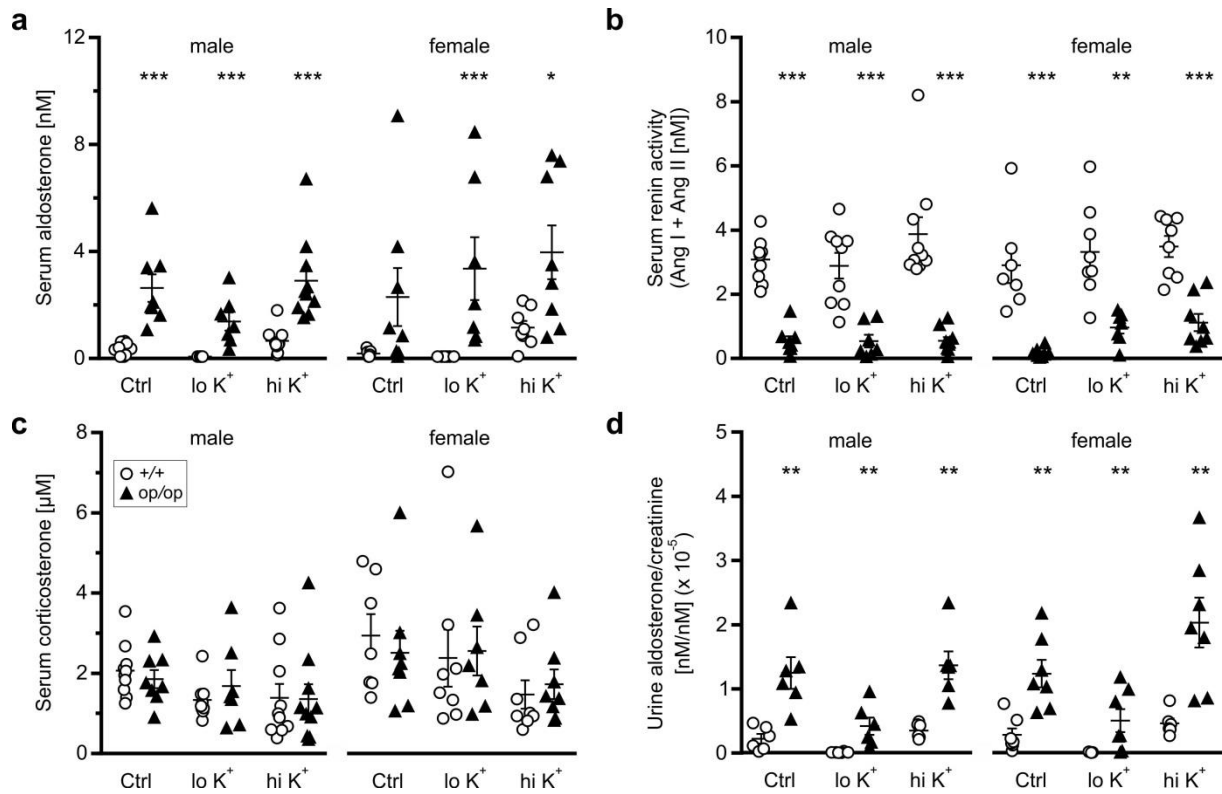 a
male
female
12
8
4
0
Serum aldosterone [nM]
***
***
***
***
*
Ctrl
lo K⁺
hi K⁺
Ctrl
lo K⁺
hi K⁺
b
male
female
10
8
6
4
2
0
Serum renin activity
(Ang I + Ang II [nM])
***
***
***
***
**
***
Ctrl
lo K⁺
hi K⁺
Ctrl
lo K⁺
hi K⁺
c
male
female
8
6
4
2
0
Serum corticosterone [µM]
+/+
op/op
Ctrl
lo K⁺
hi K⁺
Ctrl
lo K⁺
hi K⁺
d
male
female
5
4
3
2
1
0
Urine aldosterone/creatinine
[nM/nM] (x 10⁻⁵)
**
**
**
**
**
**
Ctrl
lo K⁺
hi K⁺
Ctrl
lo K⁺
hi K⁺